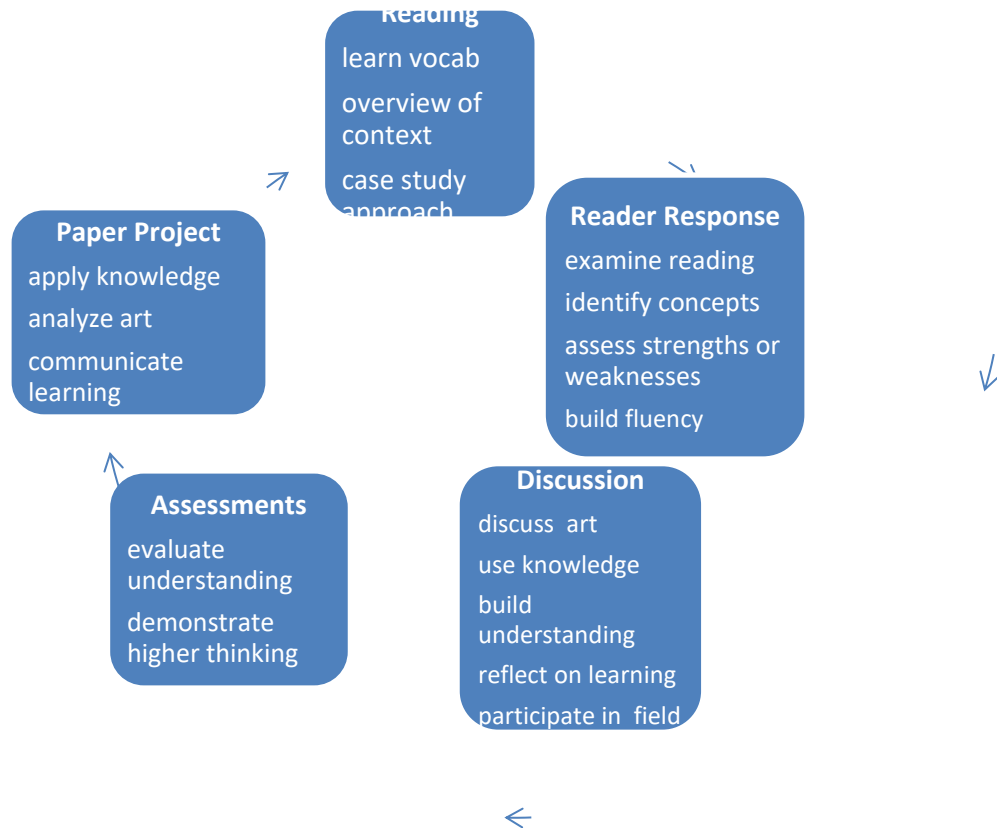 Reading
learn vocab
overview of
context
case study
approach
Reader Response
examine reading
identify concepts
assess strengths or
weaknesses
build fluency
Discussion
discuss  art
use knowledge
build
understanding
reflect on learning
participate in  field
Assessments
evaluate
understanding
demonstrate
higher thinking
Paper Project
apply knowledge
analyze art
communicate
learning